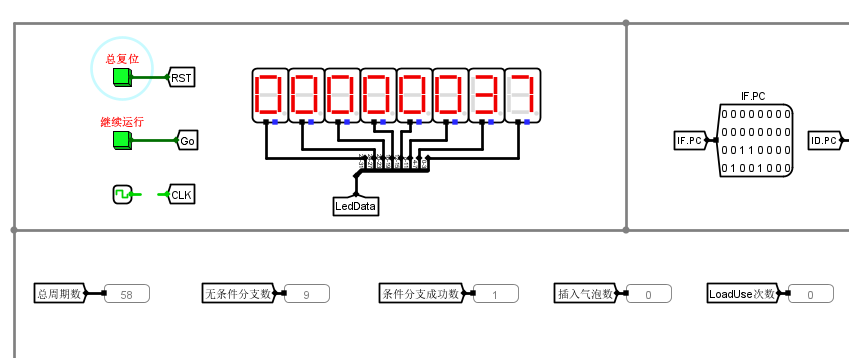 总复位
RST
继续运行
Go
CLK
LedData
IF.PC
IF.PC
00000000
00000000
00110000
01001000
ID.PC
总周期数 58
无条件分支数 9
条件分支成功数 1
插入气泡数 0
LoadUse次数 0